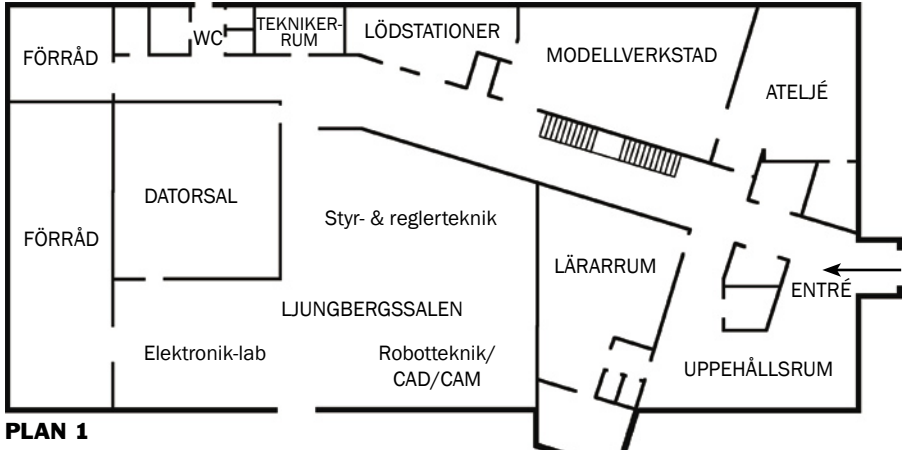 FÖRRÅD
WC
TEKNIKER-
RUM
LÖDSTATIONER
MODELLVERKSTAD
ATELJÉ
DATORSAL
FÖRRÅD
Styr- & reglerteknik
LÄRARRUM
ENTRÉ
LJUNGBERGSSALEN
Elektronik-lab
Robotteknik/
CAD/CAM
UPPEHÅLLSRUM
PLAN 1